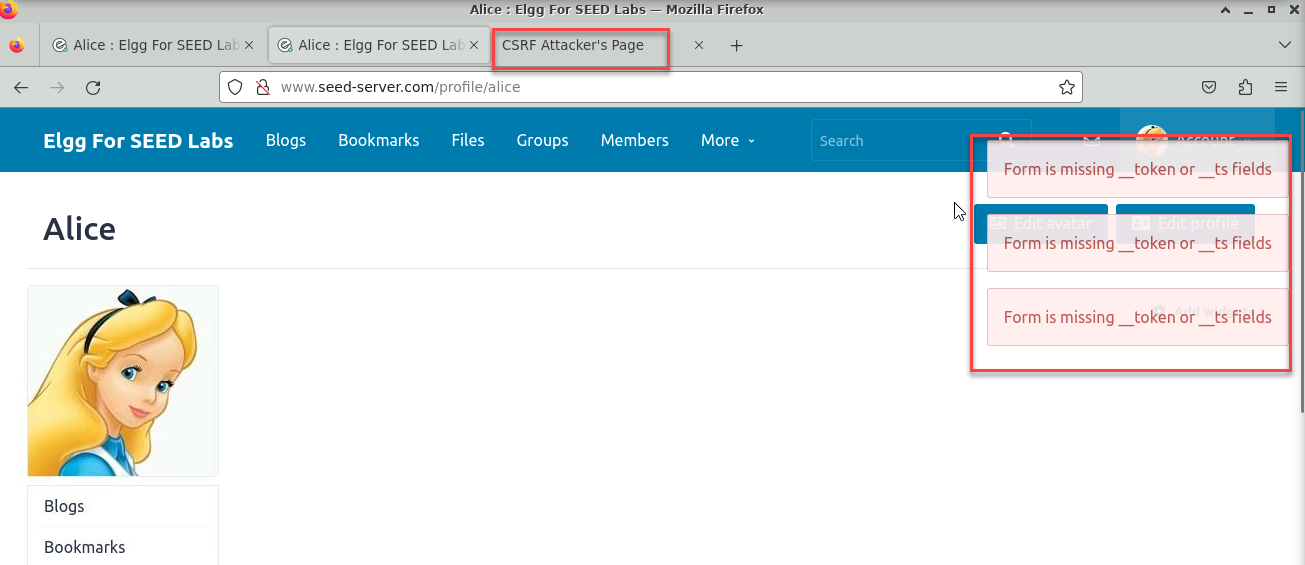 Alice : Elgg For SEED Labs — Mozilla Firefox
Alice : Elgg For SEED Lab
Alice : Elgg For SEED Lab
CSRF Attacker's Page
www.seed-server.com/profile/alice
Elgg For SEED Labs Blogs Bookmarks Files Groups Members More Search Account
Form is missing __token or __ts fields
Alice
Edit avatar Edit profile
Form is missing __token or __ts fields
Add widgets
Form is missing __token or __ts fields
Blogs
Bookmarks